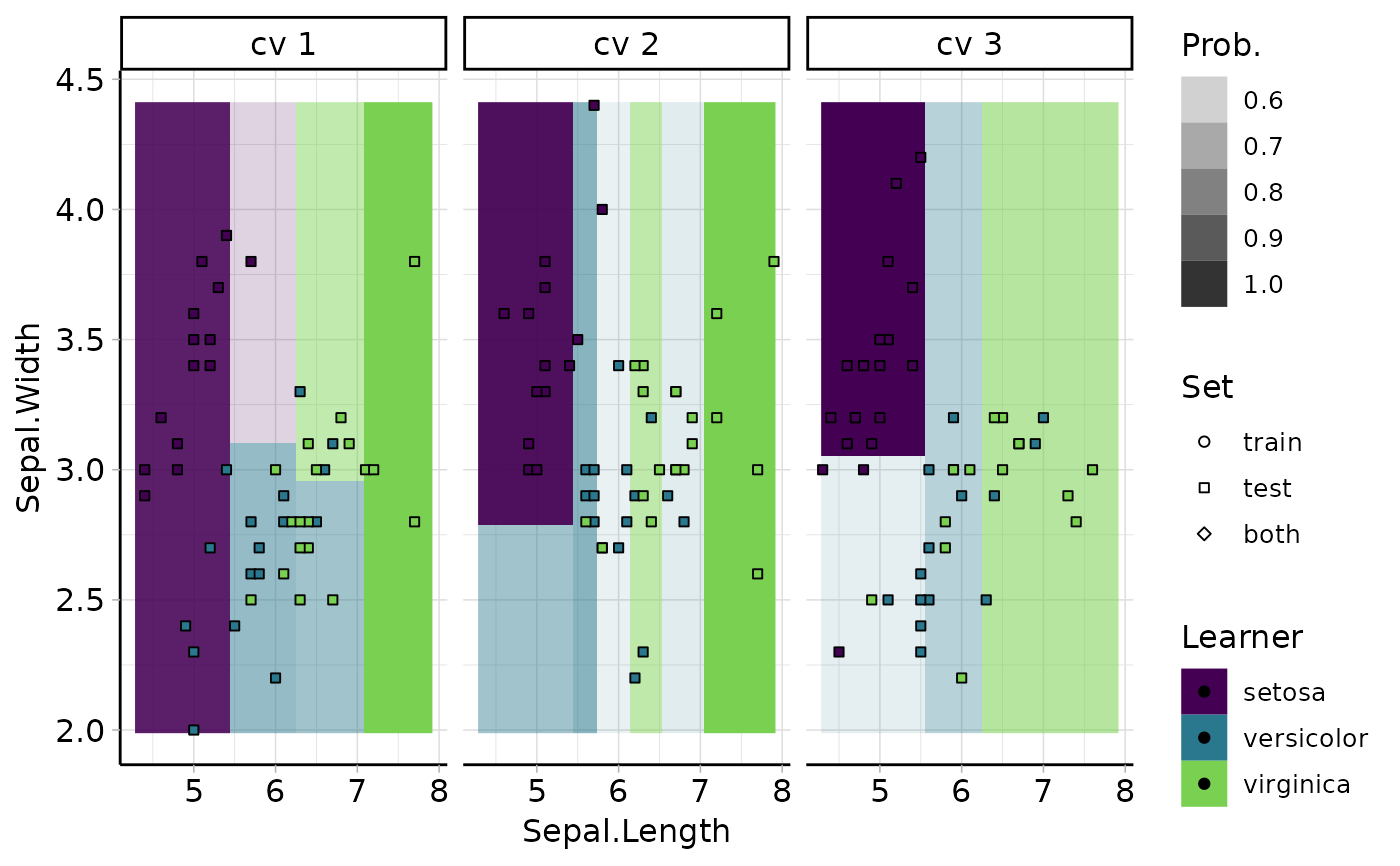 cv 1
cv 2
cv 3
Sepal.Width
4.5
4.0
3.5
3.0
2.5
2.0
5 6 7 8
5 6 7 8
5 6 7 8
Sepal.Length
Prob.
0.6
0.7
0.8
0.9
1.0
Set
train
test
both
Learner
setosa
versicolor
virginica